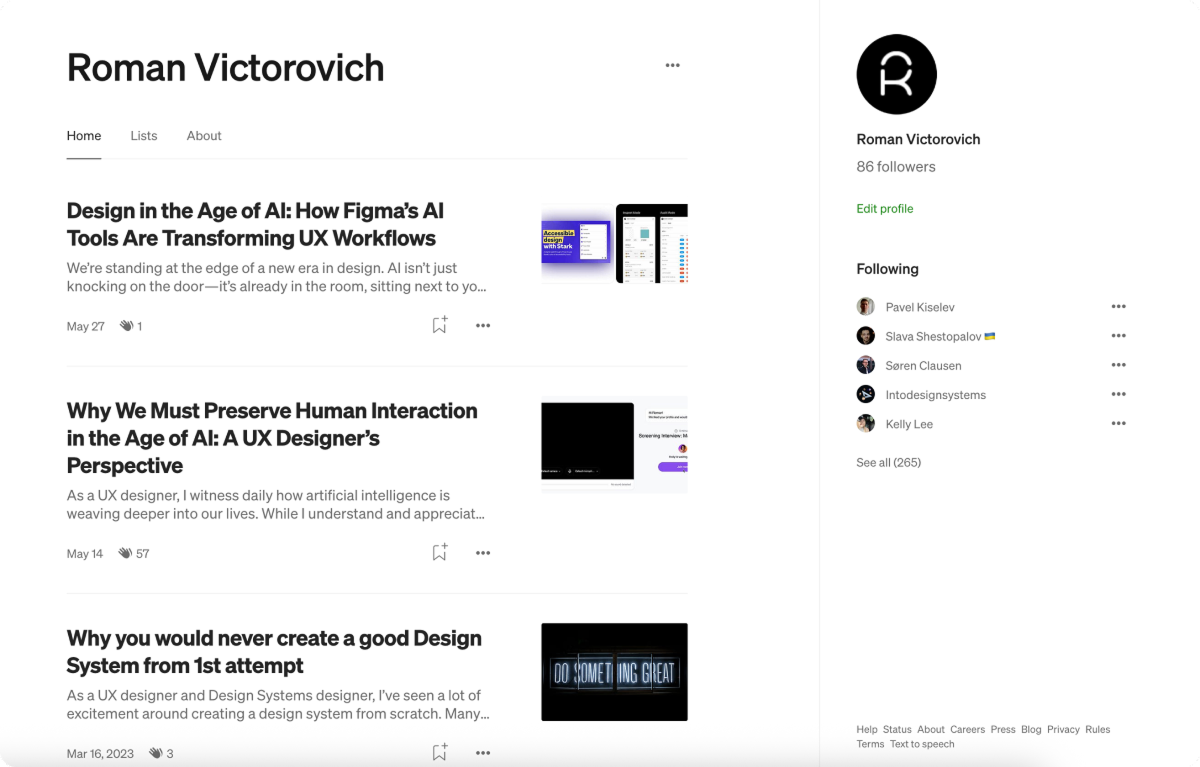 Roman Victorovich
Home Lists About
Design in the Age of AI: How Figma’s AI
Tools Are Transforming UX Workflows
We’re standing at the edge of a new era in design. AI isn’t just
knocking on the door—it’s already in the room, sitting next to yo...
May 27 1
Accessible
design
with Stark
Why We Must Preserve Human Interaction
in the Age of AI: A UX Designer’s
Perspective
As a UX designer, I witness daily how artificial intelligence is
weaving deeper into our lives. While I understand and appreciat...
May 14 57
Screening Interview:
Why you would never create a good Design
System from 1st attempt
As a UX designer and Design Systems designer, I’ve seen a lot of
excitement around creating a design system from scratch. Many...
Mar 16, 2023 3
DO SOMETHING GREAT
Roman Victorovich
86 followers
Edit profile
Following
Pavel Kiselev
Slava Shestopalov 🇺🇦
Søren Clausen
Intodesignsystems
Kelly Lee
See all (265)
Help Status About Careers Press Blog Privacy Rules
Terms Text to speech